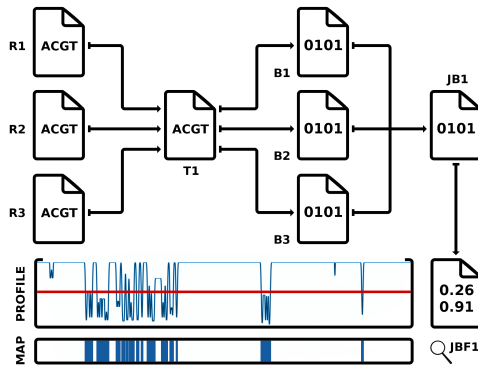 R1
ACGT
0101
B1
JB1
R2
ACGT
ACGT
0101
0101
T1
B2
R3
ACGT
0101
B3
PROFILE
0.26
0.91
MAP
JBF1